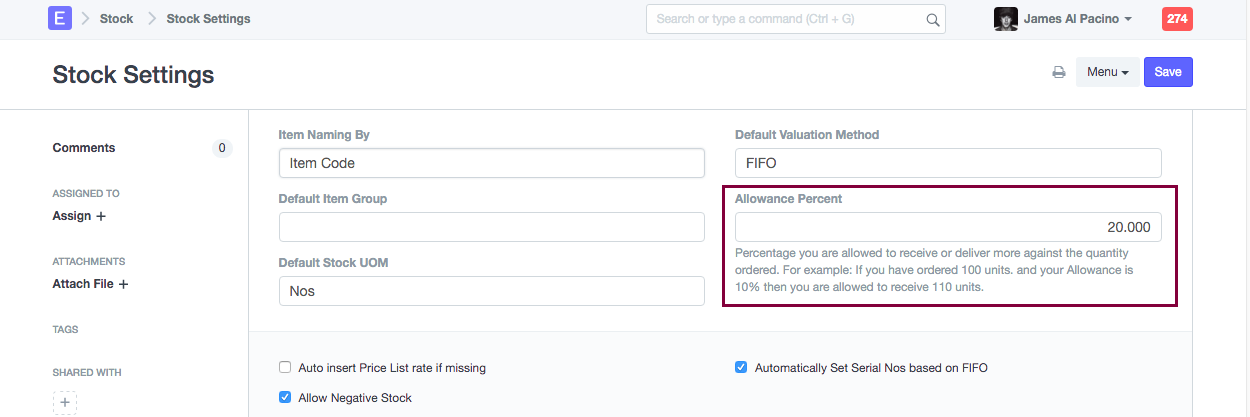 E Stock Stock Settings Search or type a command (Ctrl + G) James Al Pacino 274
Stock Settings Menu Save
Comments 0
ASSIGNED TO
Assign +
ATTACHMENTS
Attach File +
TAGS
SHARED WITH
+
Item Naming By
Item Code
Default Item Group
Default Stock UOM
Nos
Default Valuation Method
FIFO
Allowance Percent
20.000
Percentage you are allowed to receive or deliver more against the quantity
ordered. For example: If you have ordered 100 units. and your Allowance is
10% then you are allowed to receive 110 units.
Auto insert Price List rate if missing
Allow Negative Stock
Automatically Set Serial Nos based on FIFO